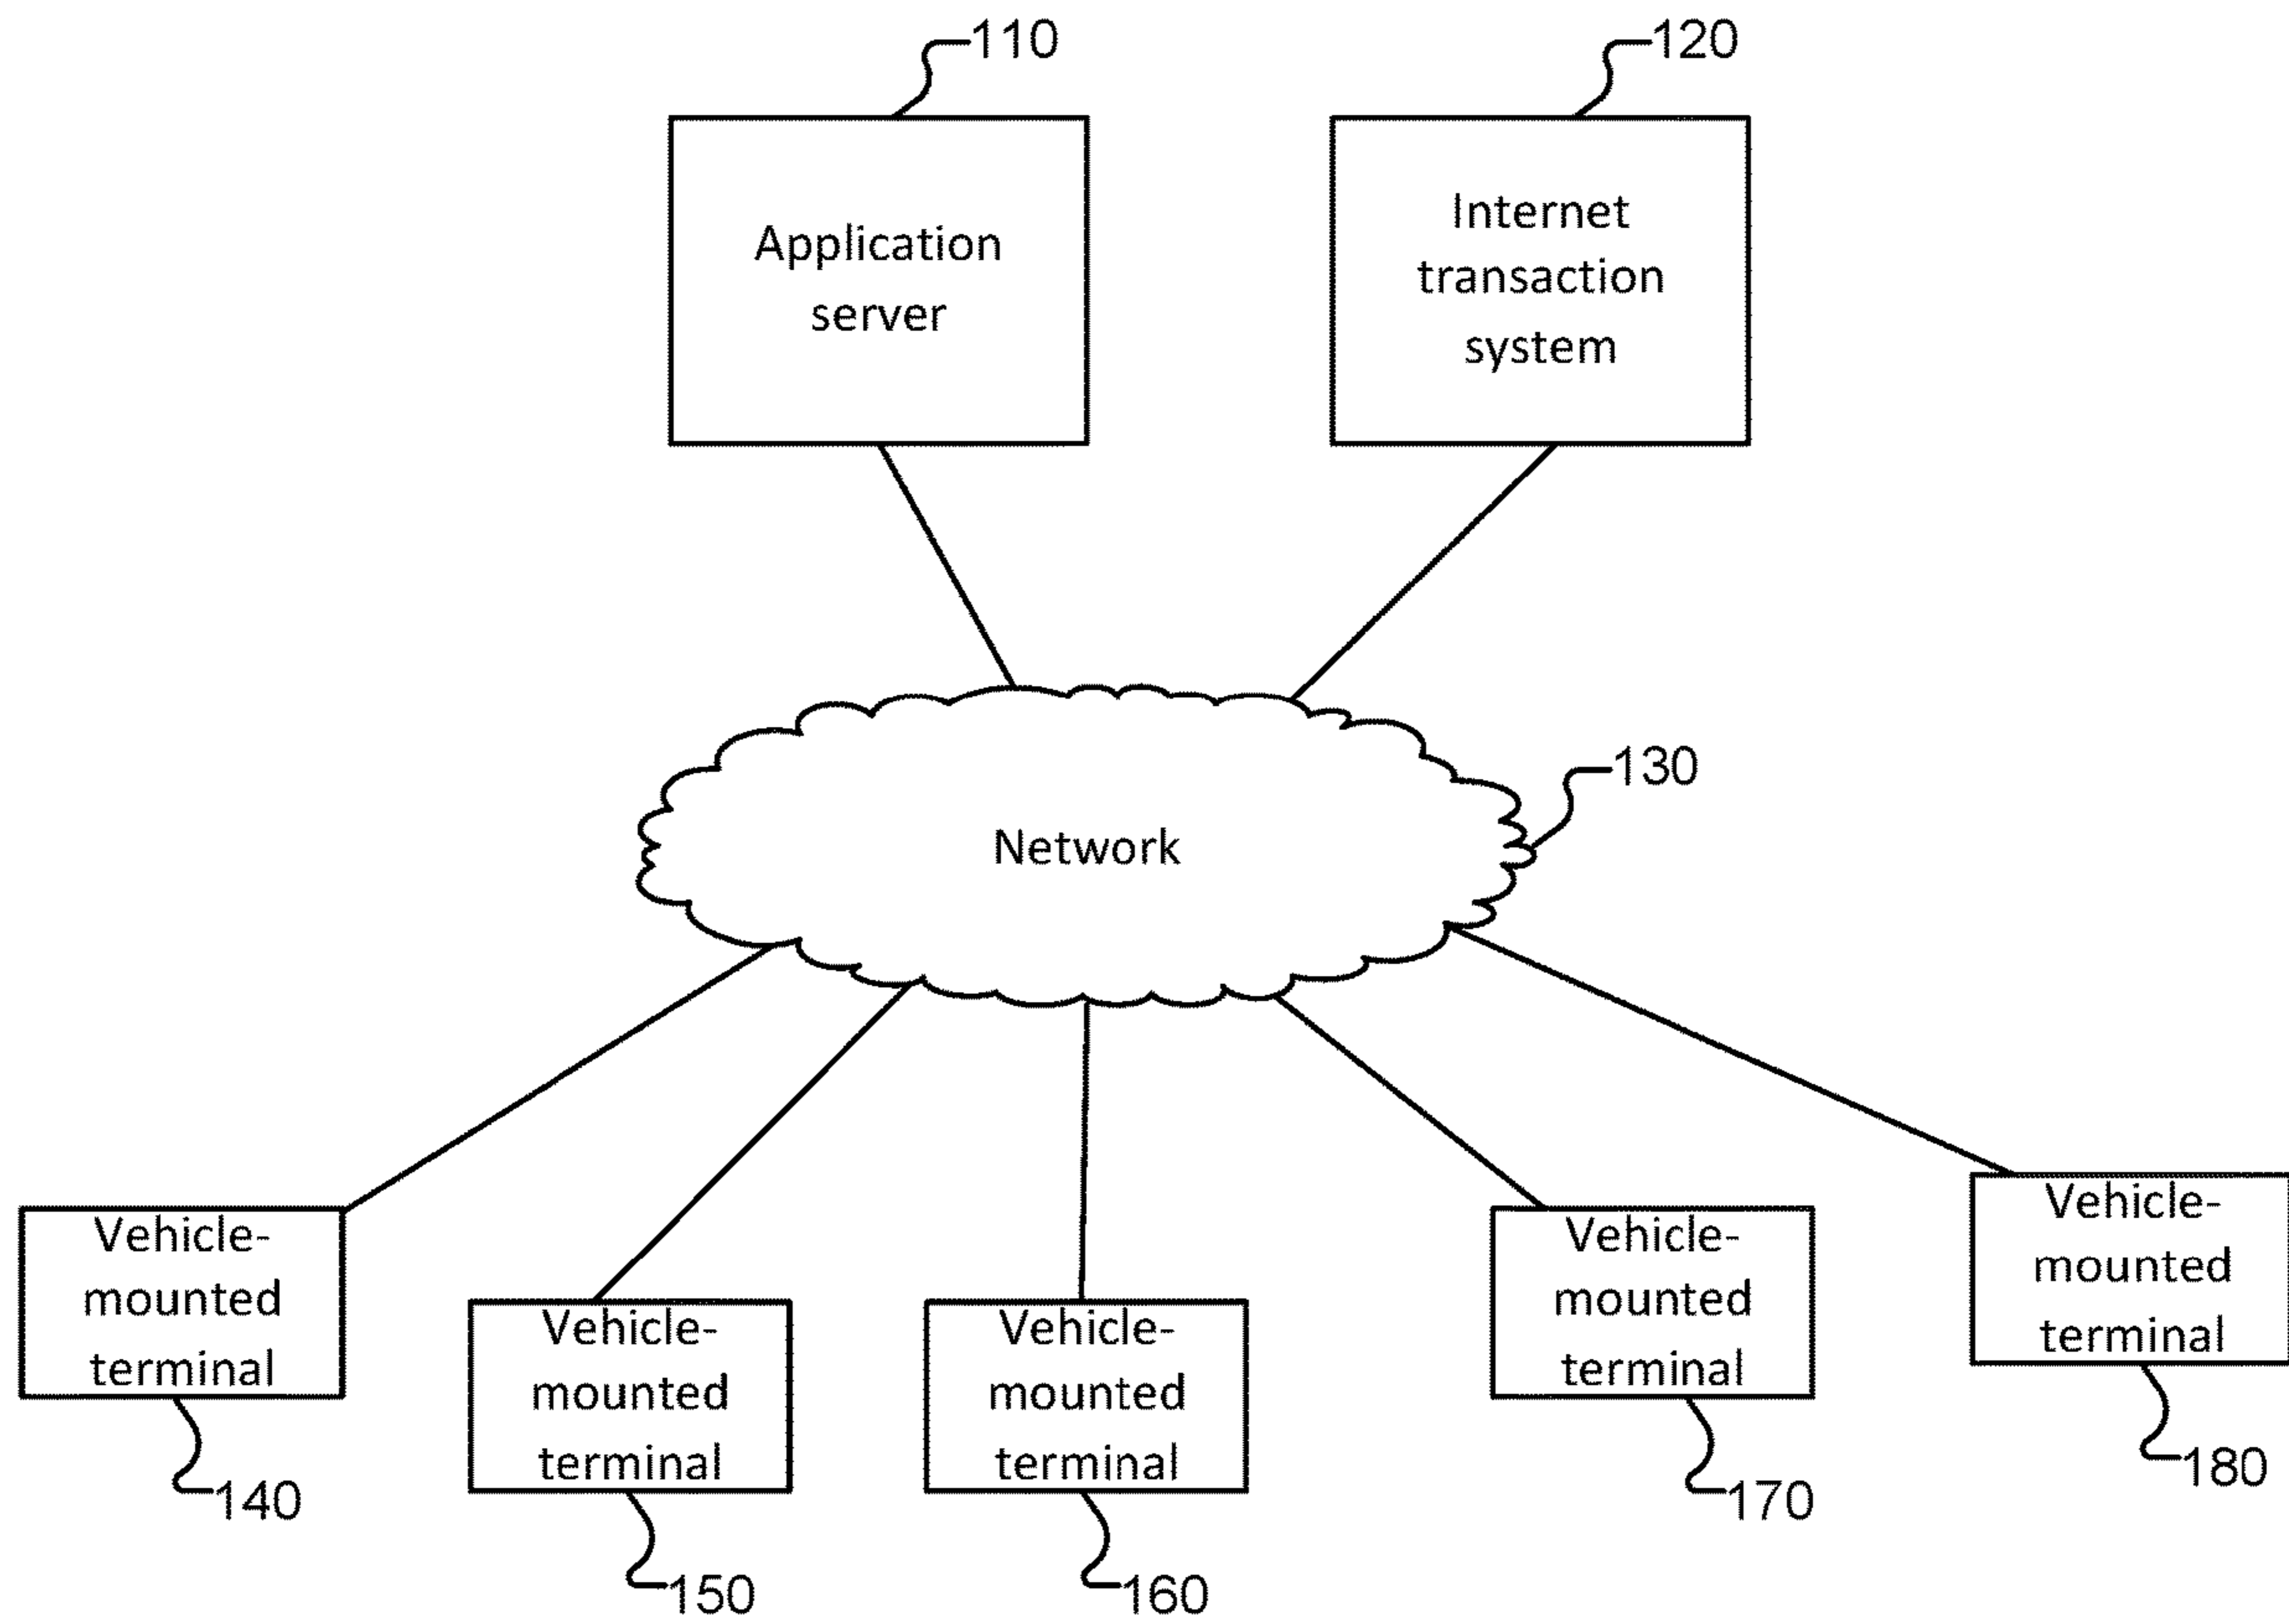 110
120
Application
server
Internet
transaction
system
130
Network
Vehicle-
mounted
terminal
140
Vehicle-
mounted
terminal
150
Vehicle-
mounted
terminal
160
Vehicle-
mounted
terminal
170
Vehicle-
mounted
terminal
180